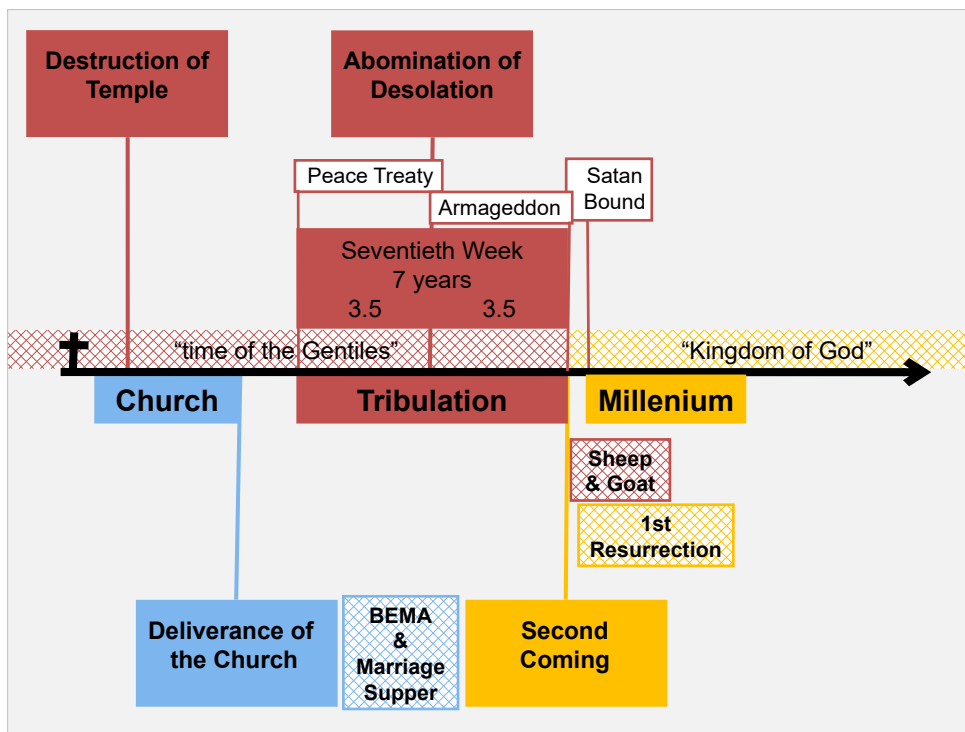 Destruction of
Temple
Abomination of
Desolation
Peace Treaty
Satan
Bound
Armageddon
Seventieth Week
7 years
3.5 3.5
“time of the Gentiles”
“Kingdom of God”
Church
Tribulation
Millenium
Sheep
& Goat
1st
Resurrection
Deliverance of
the Church
BEMA
&
Marriage
Supper
Second
Coming